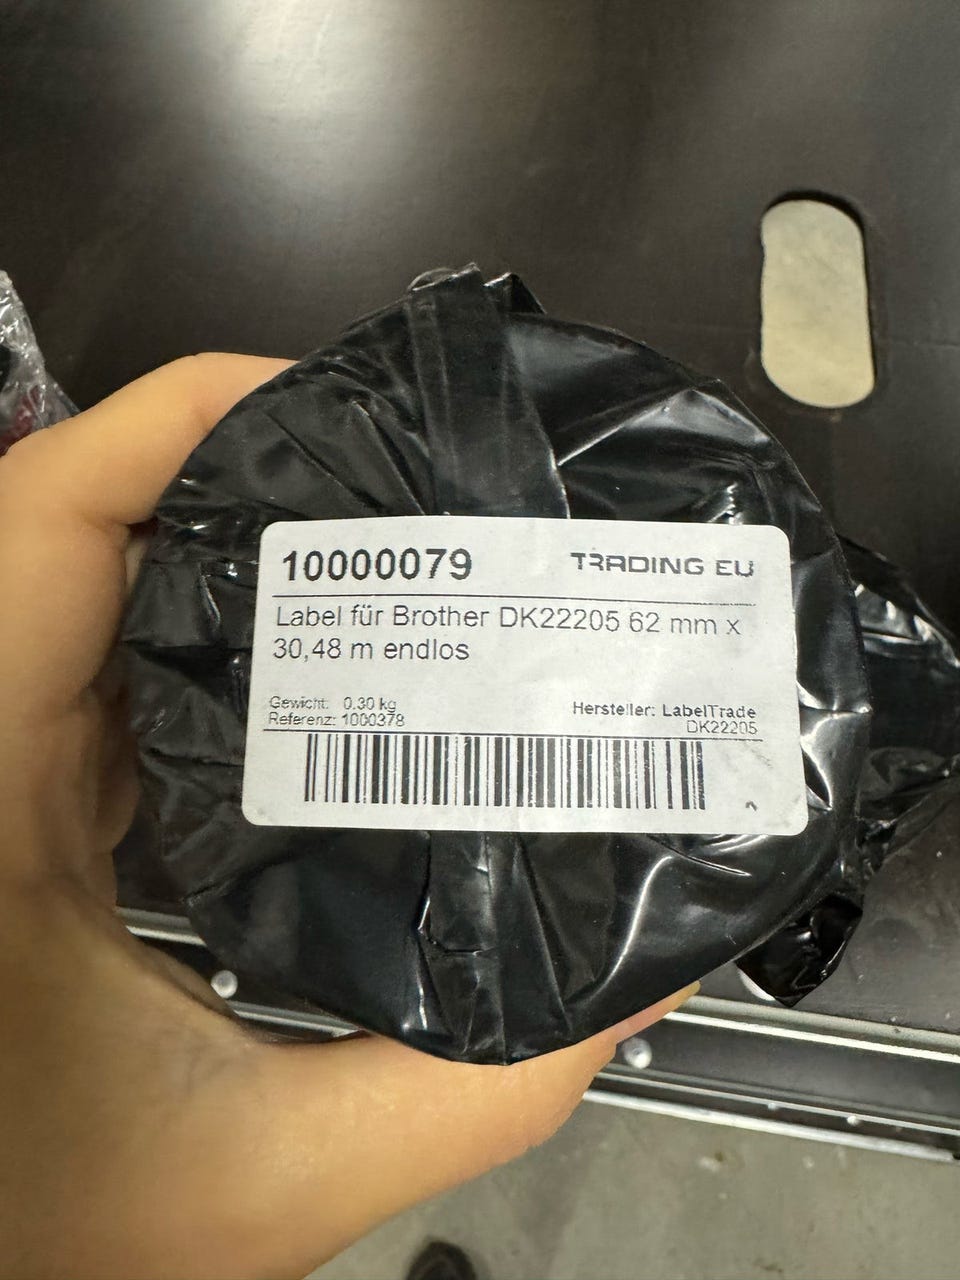 10000079 TRADING EU
Label für Brother DK22205 62 mm x
30,48 m endlos
Gewicht: 0.30 kg
Referenz: 1000378
Hersteller: LabelTrade
DK22205